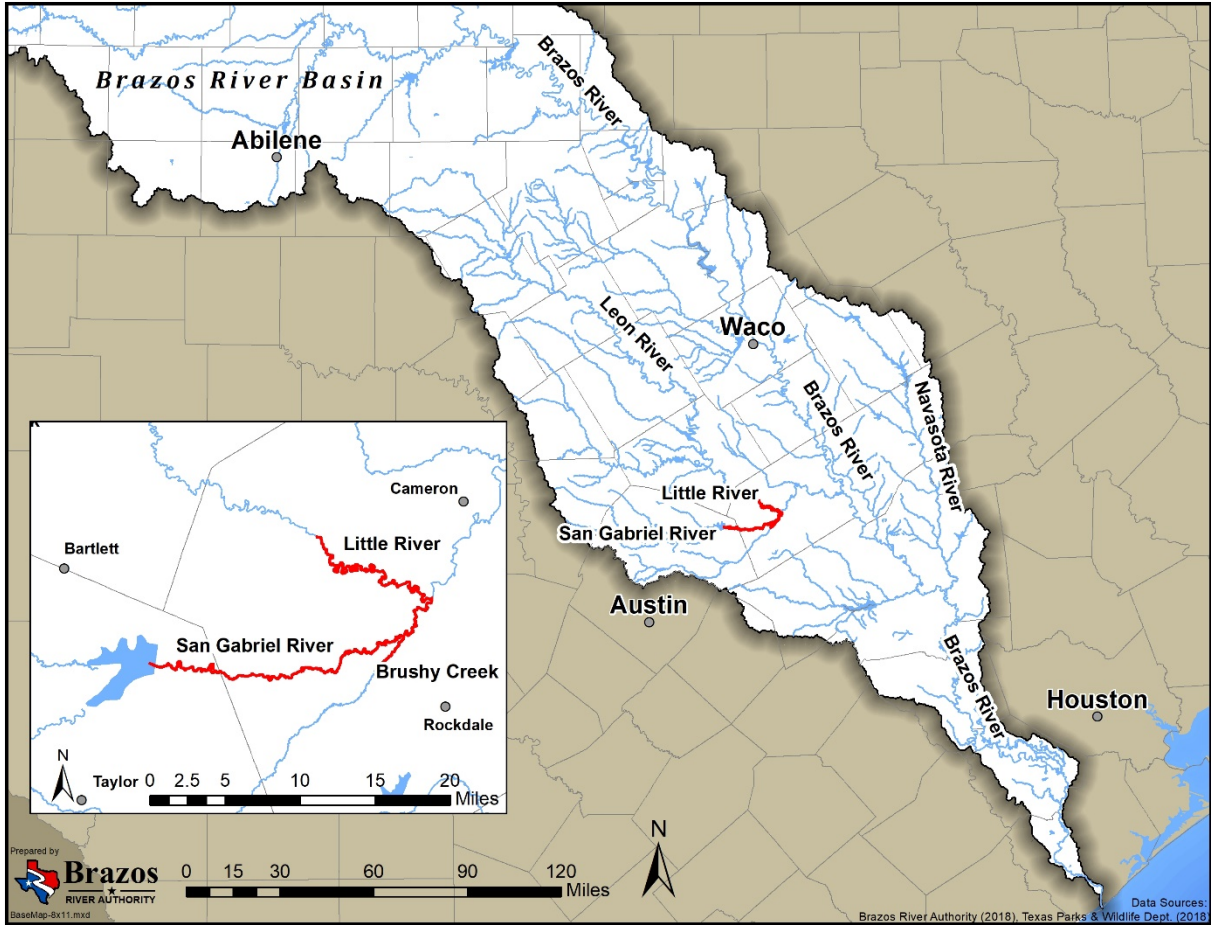 Brazos River Basin
Abilene
Brazos River
Leon River
Waco
Brazos River
Navasota River
Little River
San Gabriel River
Austin
Brazos River
Houston
Cameron
Bartlett
Little River
San Gabriel River
Brushy Creek
Rockdale
N
Taylor
0 2.5 5 10 15 20
Miles
N
Prepared by
Brazos
RIVER AUTHORITY
BaseMap-8x11.mxd
0 15 30 60 90 120
Miles
Data Sources:
Brazos River Authority (2018), Texas Parks & Wildlife Dept. (2018)